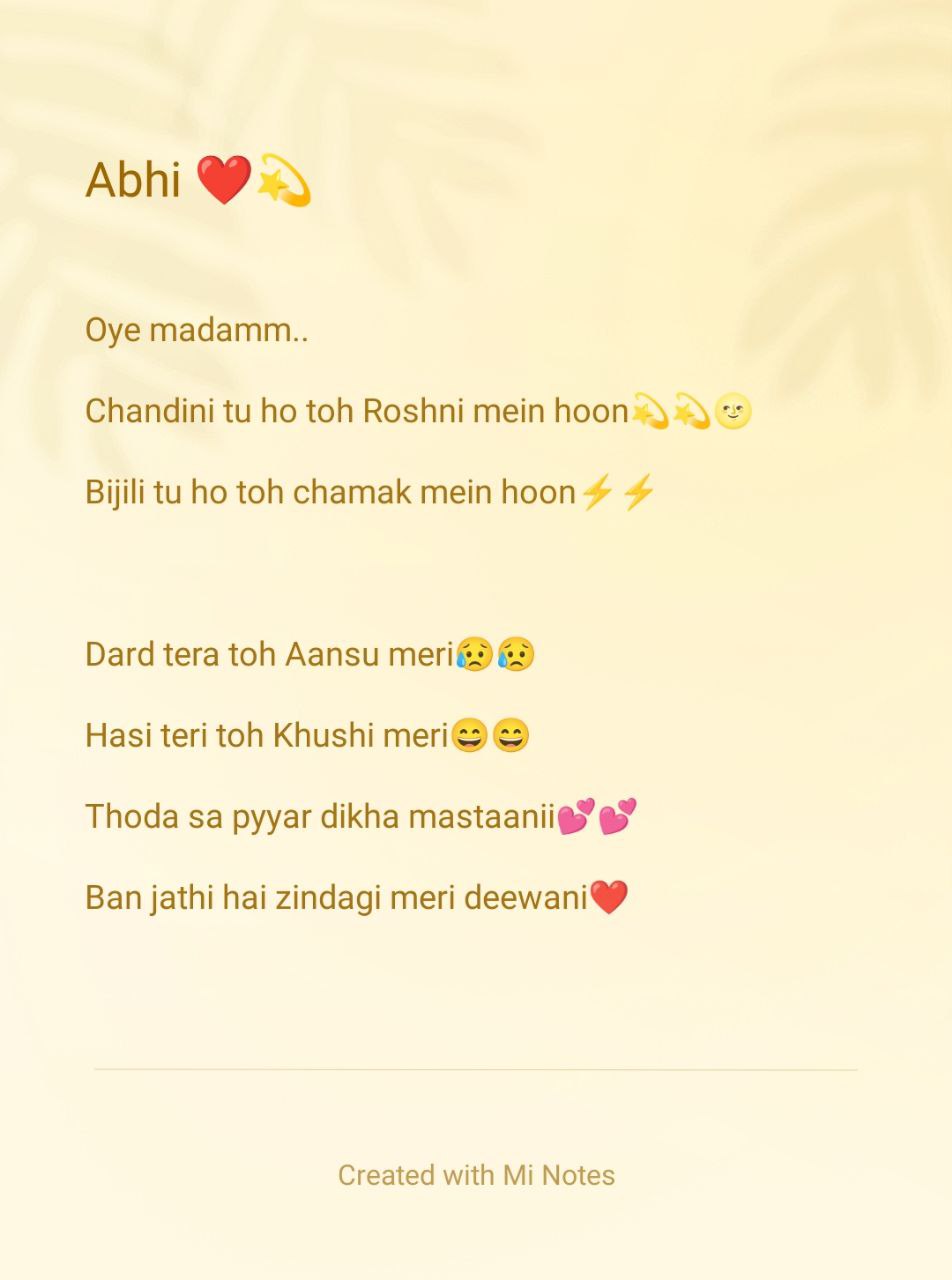 Abhi ❤️💫
Oye madamm..
Chandini tu ho toh Roshni mein hoon💫💫🌝
Bijili tu ho toh chamak mein hoon⚡⚡
Dard tera toh Aansu meri😥😥
Hasi teri toh Khushi meri😄😄
Thoda sa pyyar dikha mastaanii💕💕
Ban jathi hai zindagi meri deewani❤️
Created with Mi Notes